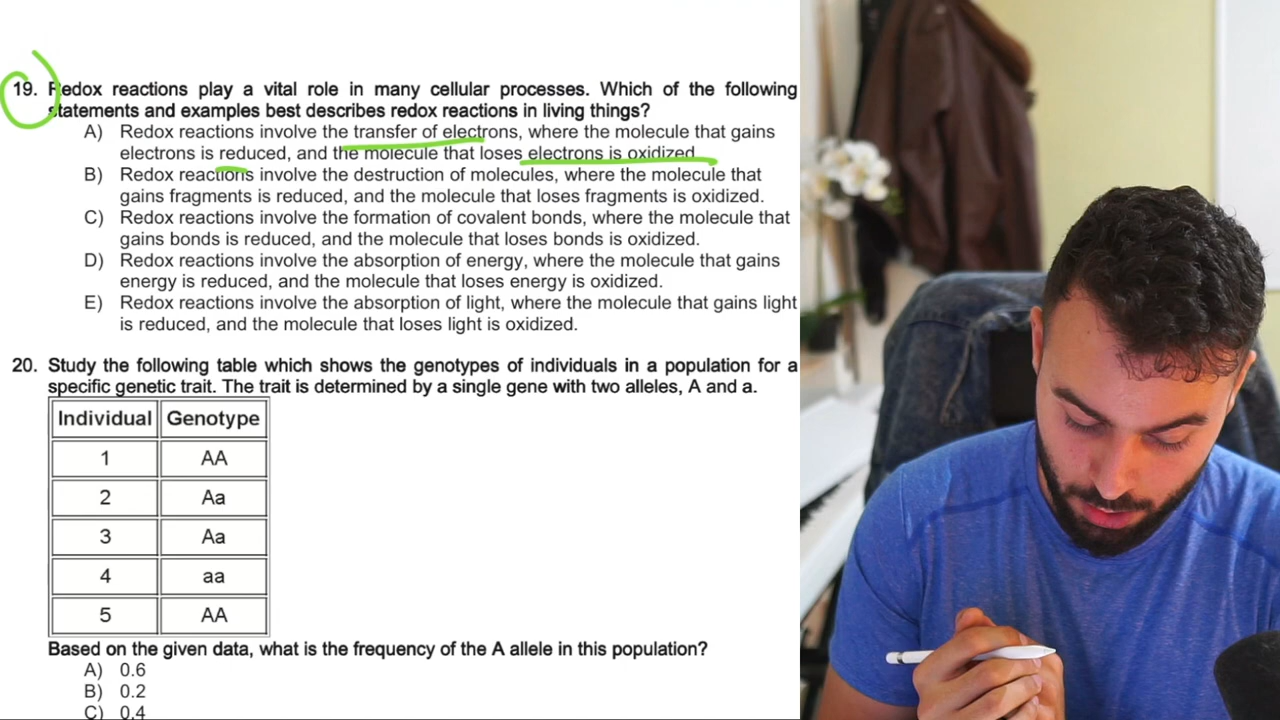 19. Redox reactions play a vital role in many cellular processes. Which of the following
statements and examples best describes redox reactions in living things?
A) Redox reactions involve the transfer of electrons, where the molecule that gains
electrons is reduced, and the molecule that loses electrons is oxidized.
B) Redox reactions involve the destruction of molecules, where the molecule that
gains fragments is reduced, and the molecule that loses fragments is oxidized.
C) Redox reactions involve the formation of covalent bonds, where the molecule that
gains bonds is reduced, and the molecule that loses bonds is oxidized.
D) Redox reactions involve the absorption of energy, where the molecule that gains
energy is reduced, and the molecule that loses energy is oxidized.
E) Redox reactions involve the absorption of light, where the molecule that gains light
is reduced, and the molecule that loses light is oxidized.
20. Study the following table which shows the genotypes of individuals in a population for a
specific genetic trait. The trait is determined by a single gene with two alleles, A and a.
Individual Genotype
1 AA
2 Aa
3 Aa
4 aa
5 AA
Based on the given data, what is the frequency of the A allele in this population?
A) 0.6
B) 0.2
C) 0.4